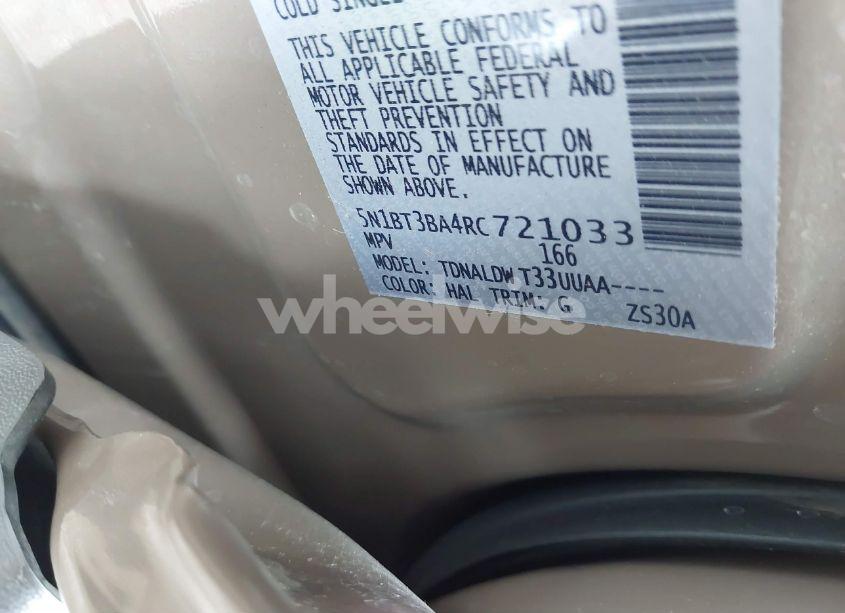 COLD
THIS VEHICLE CONFORMS TO
ALL APPLICABLE FEDERAL
MOTOR VEHICLE SAFETY AND
THEFT PREVENTION
STANDARDS IN EFFECT ON
THE DATE OF MANUFACTURE
SHOWN ABOVE.
5N1BT3BA4RC721033
MPV 166
MODEL: TDNALDW T33UUAA----
COLOR: HAL TRIM: G ZS30A
wheelwise